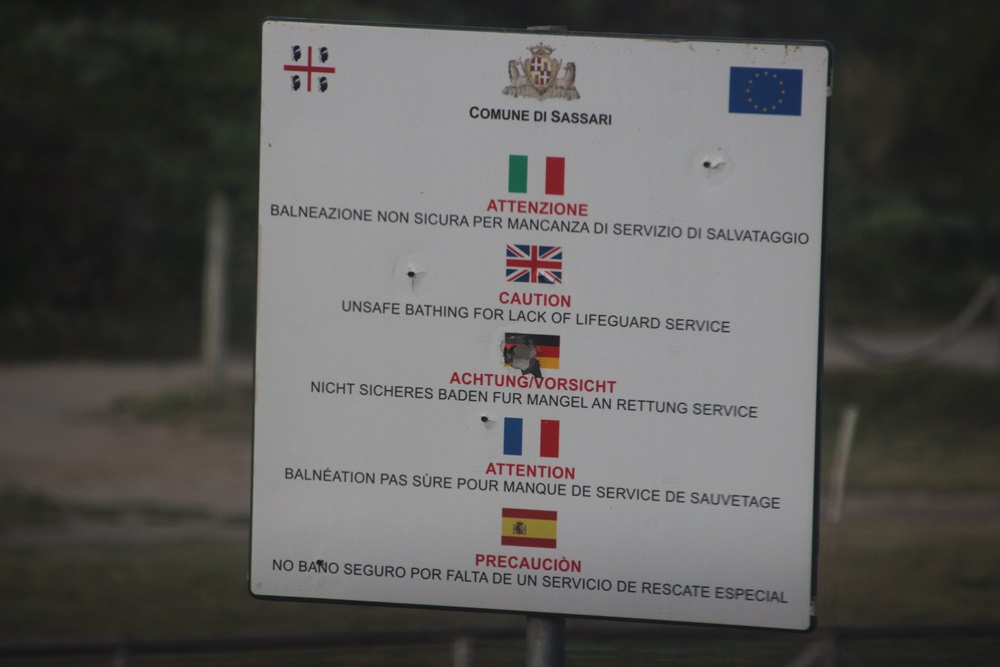 COMUNE DI SASSARI
ATTENZIONE
BALNEAZIONE NON SICURA PER MANCANZA DI SERVIZIO DI SALVATAGGIO
CAUTION
UNSAFE BATHING FOR LACK OF LIFEGUARD SERVICE
ACHTUNG/VORSICHT
NICHT SICHERES BADEN FUR MANGEL AN RETTUNG SERVICE
ATTENTION
BALNÉATION PAS SÙRE POUR MANQUE DE SERVICE DE SAUVETAGE
PRECAUCIÒN
NO BAÑO SEGURO POR FALTA DE UN SERVICIO DE RESCATE ESPECIAL